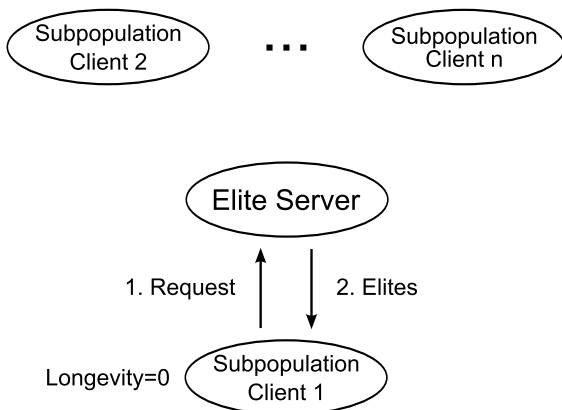 Subpopulation
Client 2
...
Subpopulation
Client n
Elite Server
1. Request
2. Elites
Longevity=0
Subpopulation
Client 1